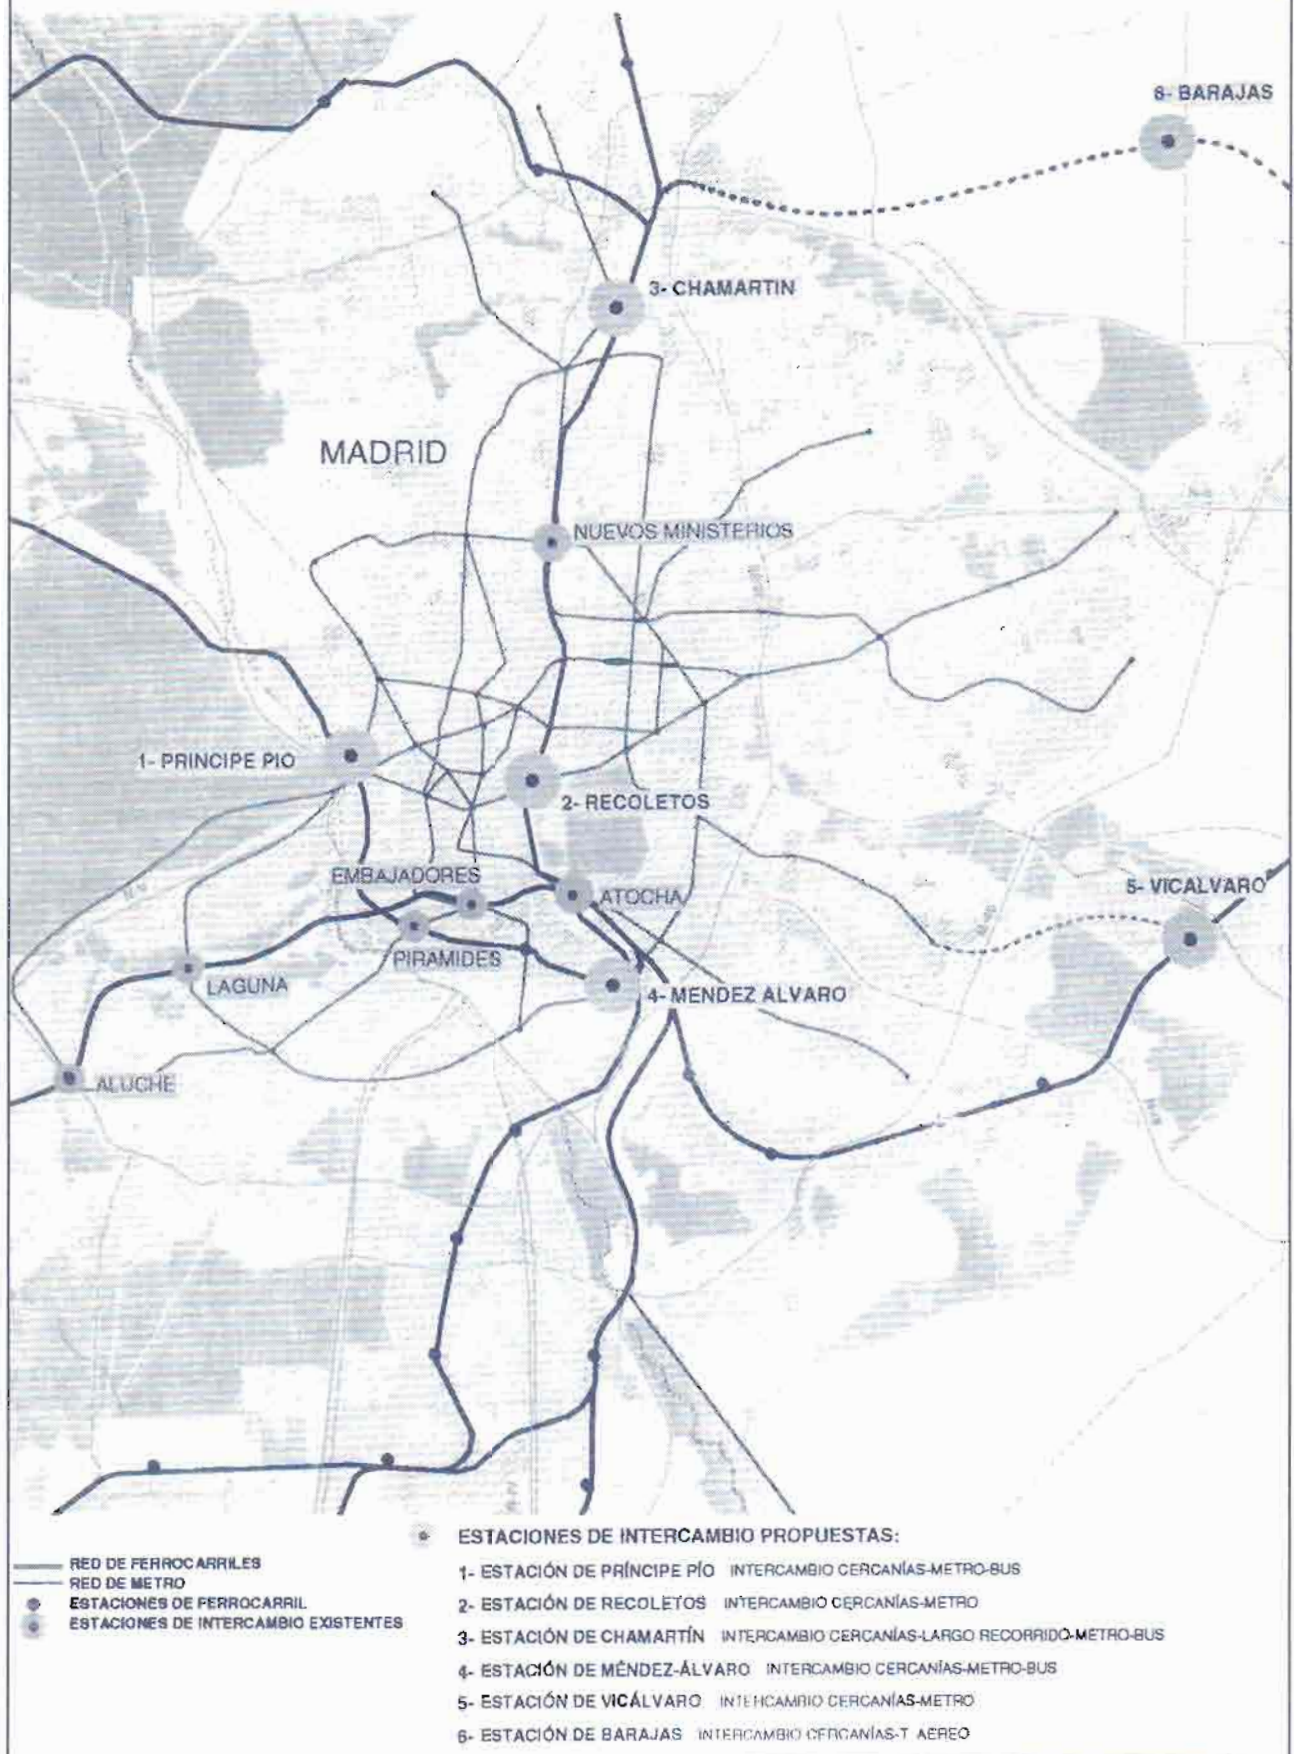 6- BARAJAS
3- CHAMARTIN
MADRID
NUEVOS MINISTERIOS
1- PRINCIPE PIO
2- RECOLETOS
EMBAJADORES
ATOCHA
5- VICALVARO
PIRAMIDES
LAGUNA
4- MENDEZ ALVARO
ALUCHE
RED DE FERROCARRILES
RED DE METRO
ESTACIONES DE FERROCARRIL
ESTACIONES DE INTERCAMBIO EXISTENTES
ESTACIONES DE INTERCAMBIO PROPUESTAS:
1- ESTACIÓN DE PRÍNCIPE PÍO INTERCAMBIO CERCANÍAS-METRO-BUS
2- ESTACIÓN DE RECOLETOS INTERCAMBIO CERCANÍAS-METRO
3- ESTACIÓN DE CHAMARTÍN INTERCAMBIO CERCANÍAS-LARGO RECORRIDO-METRO-BUS
4- ESTACIÓN DE MÉNDEZ-ÁLVARO INTERCAMBIO CERCANÍAS-METRO-BUS
5- ESTACIÓN DE VICÁLVARO INTERCAMBIO CERCANÍAS-METRO
6- ESTACIÓN DE BARAJAS INTERCAMBIO CERCANÍAS-T AEREO